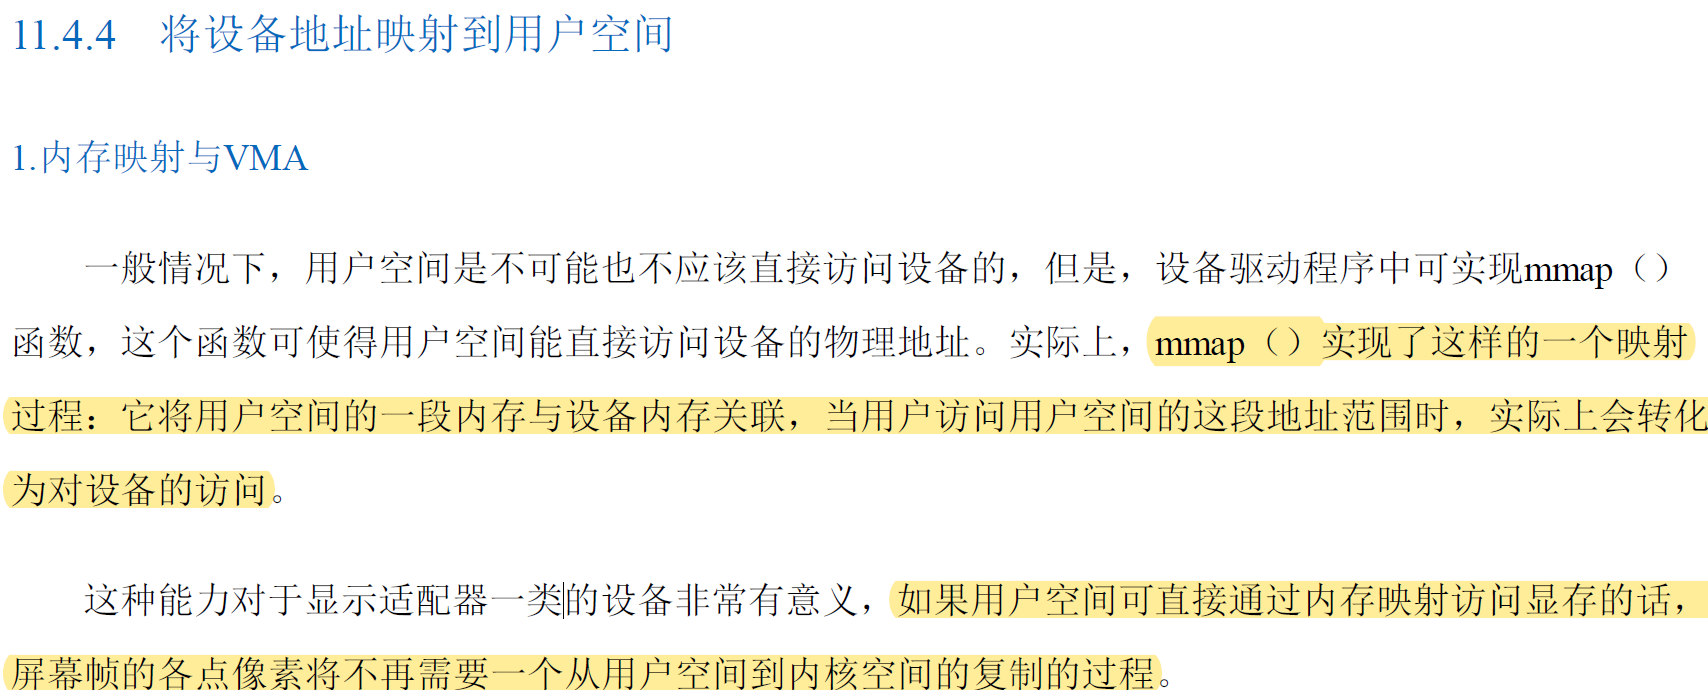 11.4.4 将设备地址映射到用户空间
1.内存映射与VMA
一般情况下，用户空间是不可能也不应该直接访问设备的，但是，设备驱动程序中可实现mmap（）
函数，这个函数可使得用户空间能直接访问设备的物理地址。实际上，mmap（）实现了这样的一个映射
过程：它将用户空间的一段内存与设备内存关联，当用户访问用户空间的这段地址范围时，实际上会转化
为对设备的访问。
这种能力对于显示适配器一类的设备非常有意义，如果用户空间可直接通过内存映射访问显存的话，
屏幕帧的各点像素将不再需要一个从用户空间到内核空间的复制的过程。